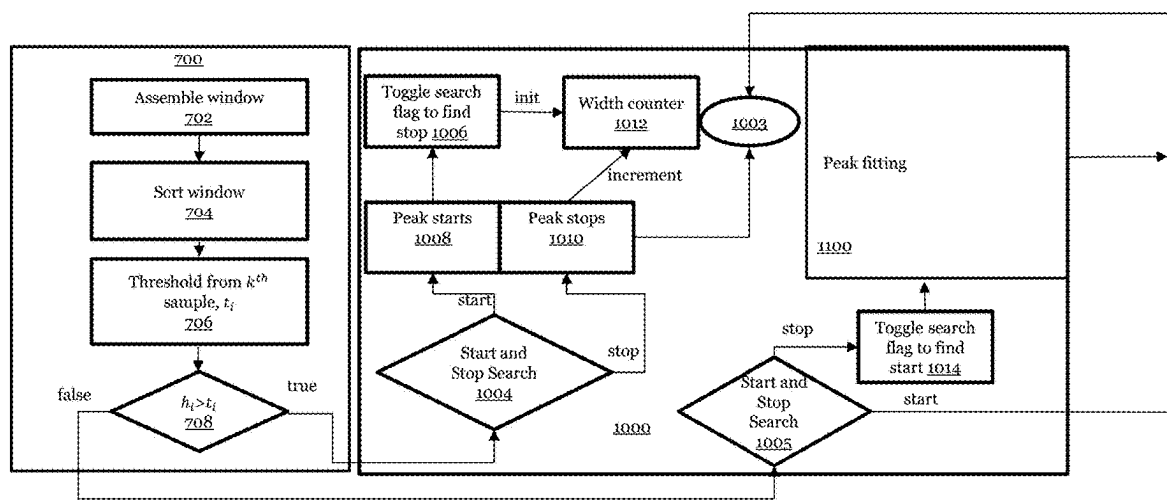 700
Assemble window
702
Sort window
704
Threshold from kth
sample, ti
706
false
true
hi>ti
708
Toggle search
flag to find
stop 1006
init
Width counter
1012
1003
increment
Peak starts
1008
Peak stops
1010
start
stop
Start and
Stop Search
1004
1000
Peak fitting
1100
Toggle search
flag to find
start 1014
stop
Start and
Stop
Search
1005
start